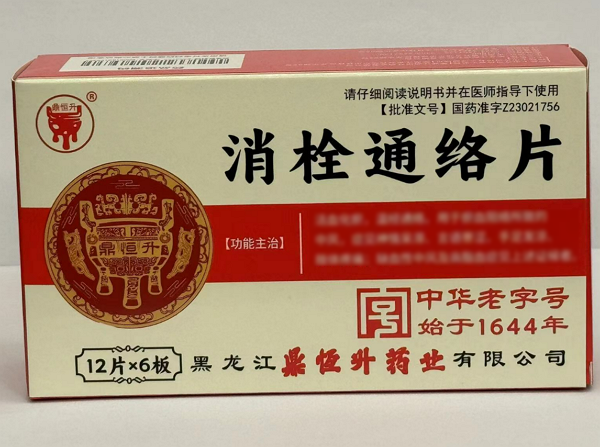 请仔细阅读说明书并在医师指导下使用
【批准文号】国药准字Z23021756
鼎恒升®
消栓通络片
鼎恒升
【功能主治】
中华老字号
始于1644年
12片×6板
黑龙江鼎恒升药业有限公司